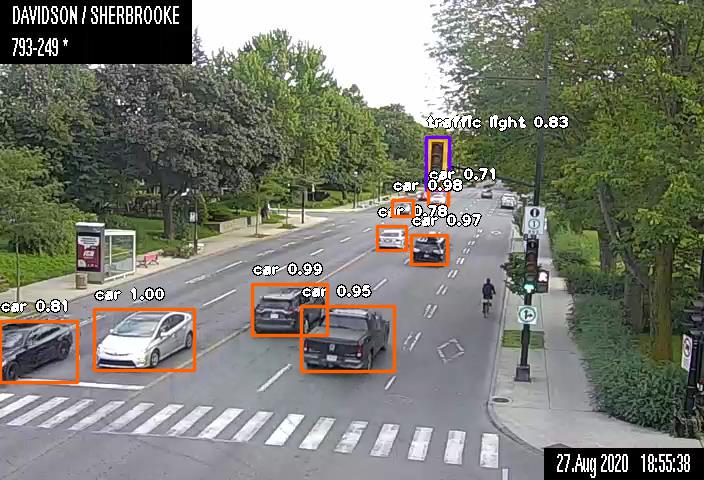 DAVIDSON / SHERBROOKE
793-249 *
traffic light 0.83
car 0.71
car 0.98
car 0.78
car 0.97
car 0.99
car 0.95
car 0.81
car 1.00
27.Aug 2020 18:55:38